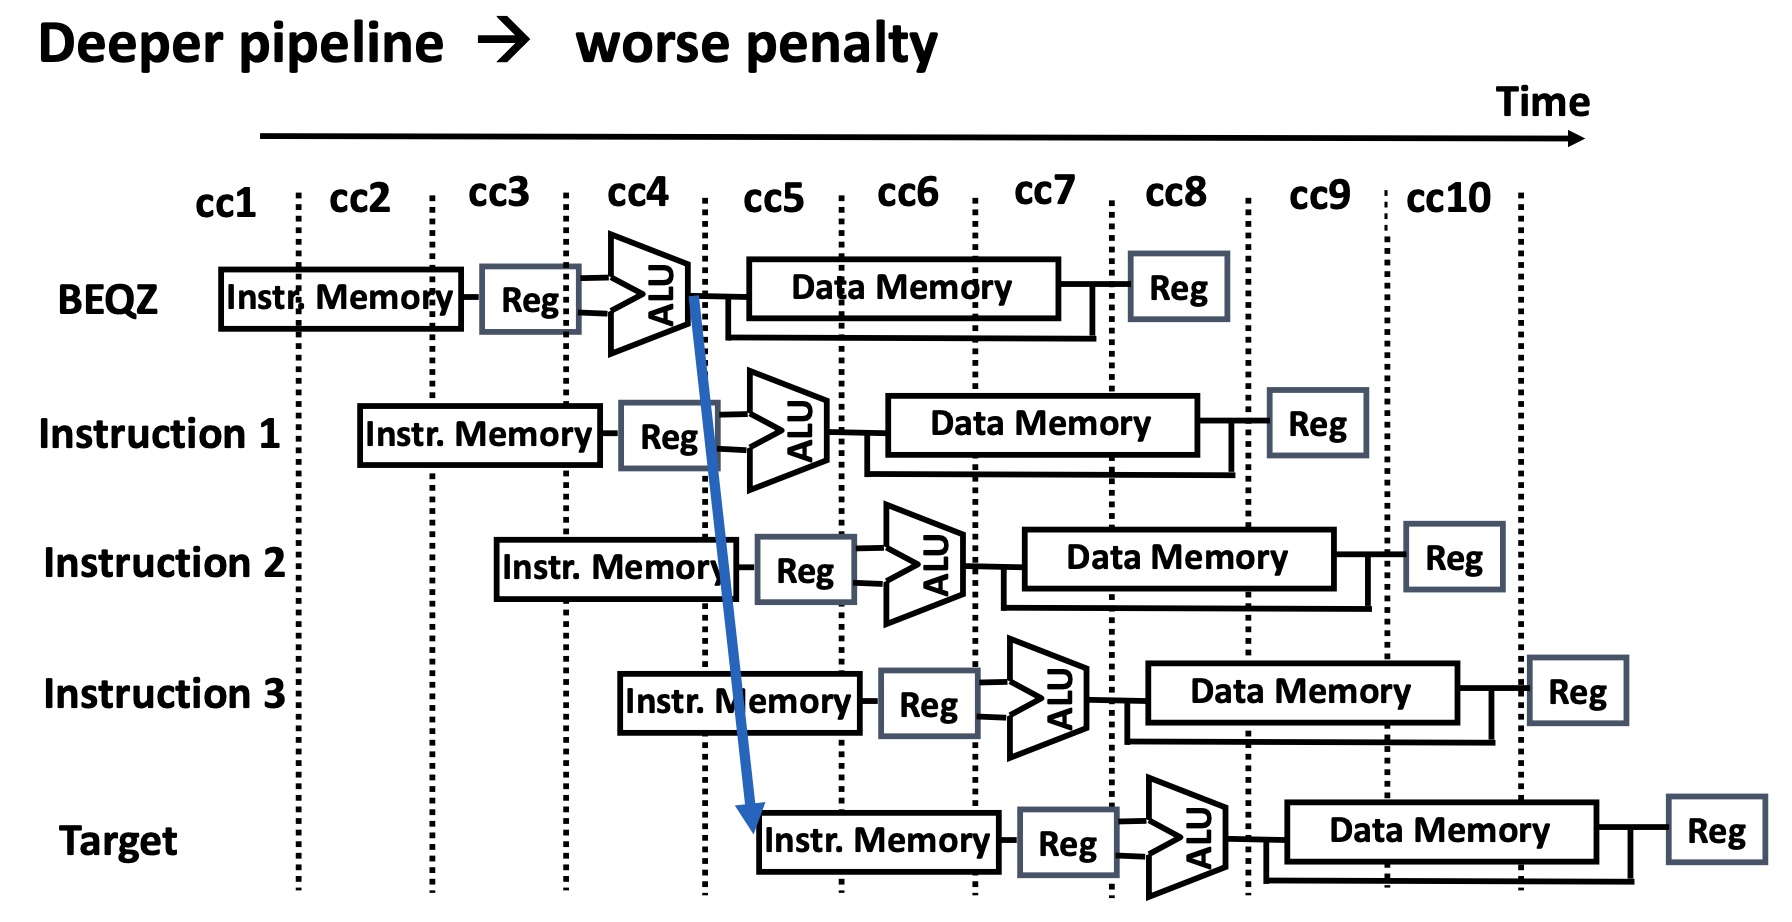 Deeper pipeline → worse penalty
Time
cc1 cc2 cc3 cc4 cc5 cc6 cc7 cc8 cc9 cc10
BEQZ Instr. Memory Reg ALU Data Memory Reg
Instruction 1 Instr. Memory Reg ALU Data Memory Reg
Instruction 2 Instr. Memory Reg ALU Data Memory Reg
Instruction 3 Instr. Memory Reg ALU Data Memory Reg
Target Instr. Memory Reg ALU Data Memory Reg